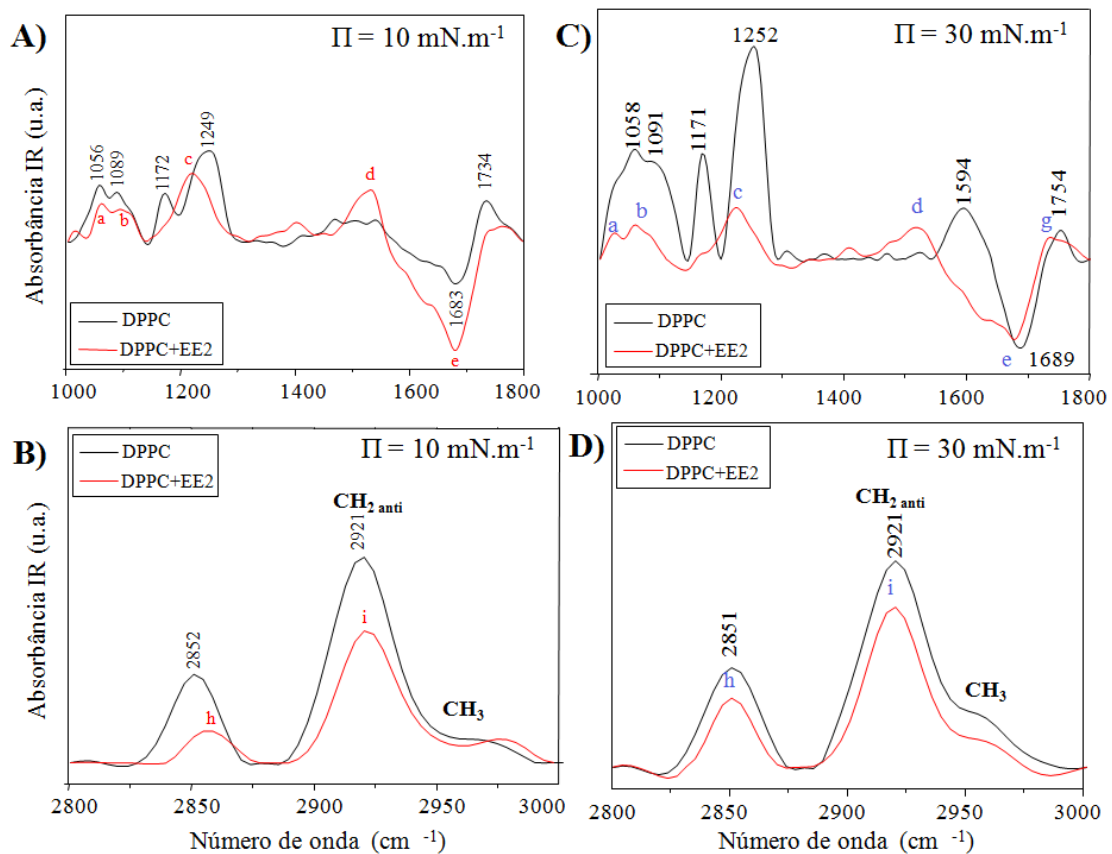 A)
Π = 10 mN.m⁻¹
1056
1089
1172
1249
1734
1683
a
b
c
d
e
DPPC
DPPC+EE2
1000
1200
1400
1600
1800
Absorbância IR (u.a.)
C)
Π = 30 mN.m⁻¹
1058
1091
1171
1252
1594
1754
1689
a
b
c
d
e
g
DPPC
DPPC+EE2
1000
1200
1400
1600
1800
B)
Π = 10 mN.m⁻¹
DPPC
DPPC+EE2
CH2 anti
2921
2852
CH3
h
i
2800
2850
2900
2950
3000
Absorbância IR (u.a.)
Número de onda (cm ⁻¹)
D)
Π = 30 mN.m⁻¹
DPPC
DPPC+EE2
CH2 anti
2921
2851
CH3
h
i
2800
2850
2900
2950
3000
Número de onda (cm ⁻¹)